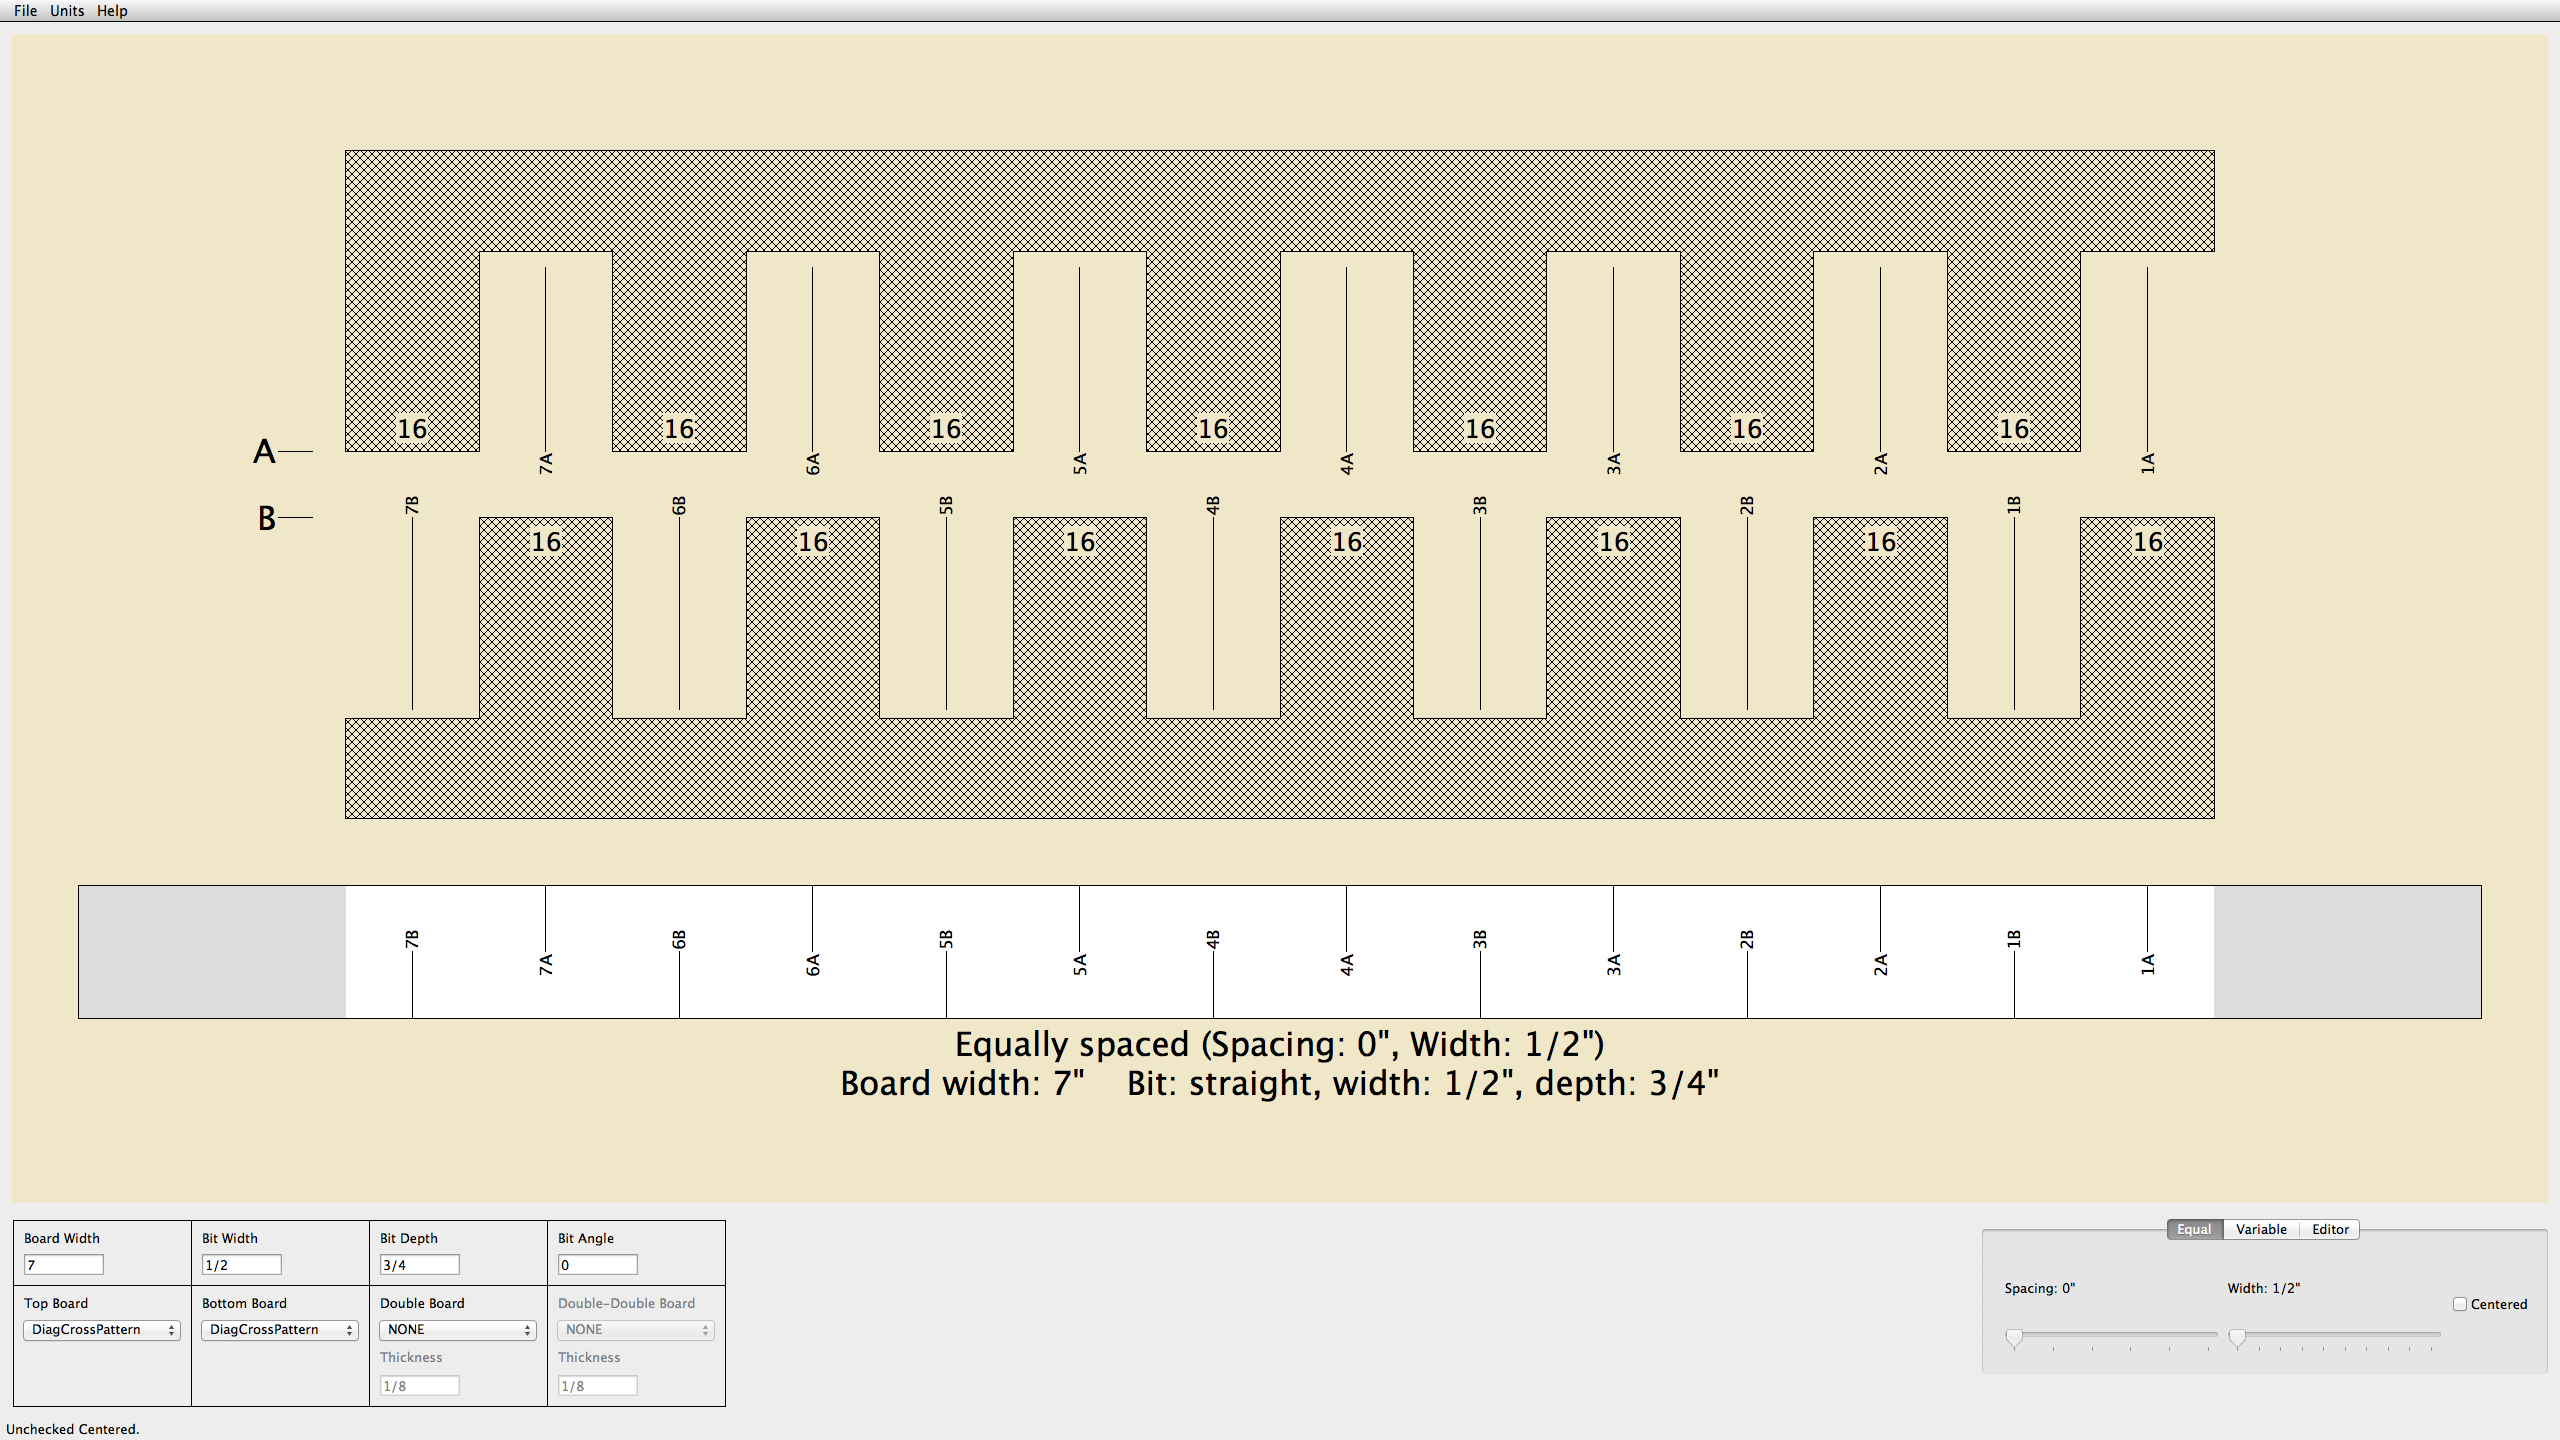 File Units Help
16 16 16 16 16 16 16
A
7A 6A 5A 4A 3A 2A 1A
7B 6B 5B 4B 3B 2B 1B
B
16 16 16 16 16 16 16
7B 6B 5B 4B 3B 2B 1B
7A 6A 5A 4A 3A 2A 1A
Equally spaced (Spacing: 0", Width: 1/2")
Board width: 7" Bit: straight, width: 1/2", depth: 3/4"
Equal Variable Editor
Board Width Bit Width Bit Depth Bit Angle
7 1/2 3/4 0
Spacing: 0" Width: 1/2"
Centered
Top Board Bottom Board Double Board Double-Double Board
DiagCrossPattern DiagCrossPattern NONE NONE
Thickness Thickness
1/8 1/8
Unchecked Centered.